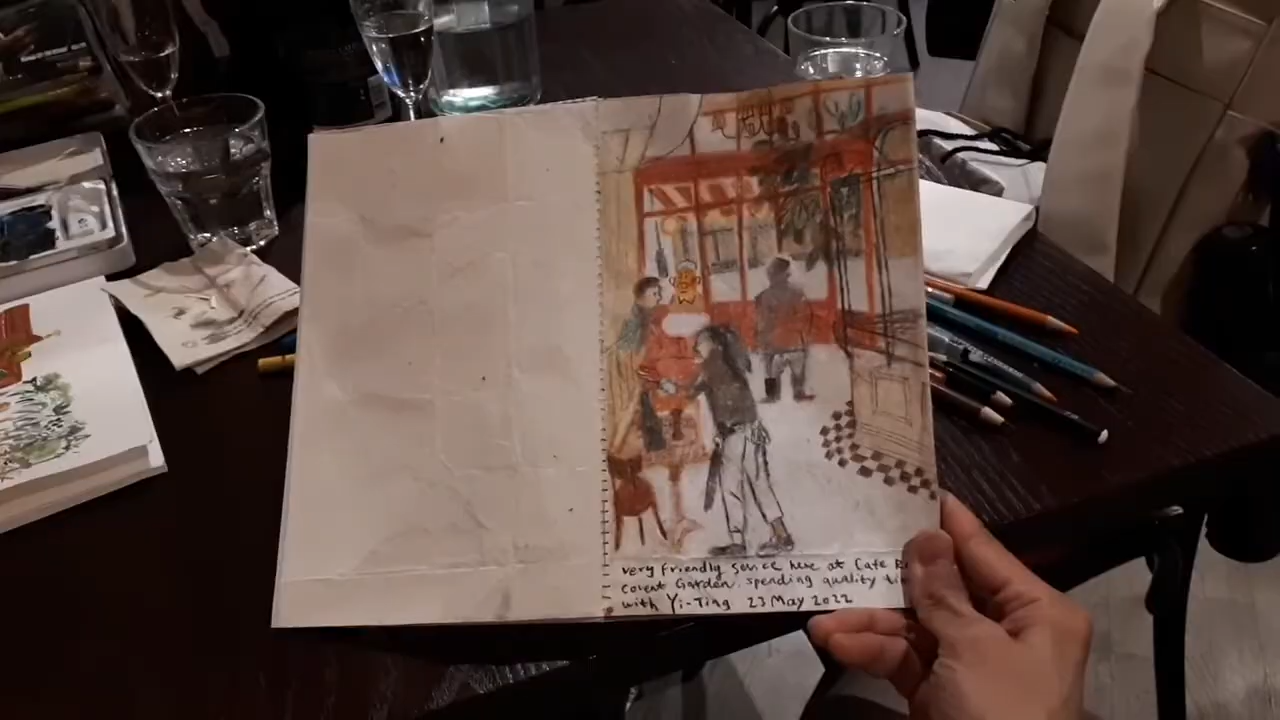 very friendly service here at Cafe
covent Garden. spending quality
with Yi-Ting 23 May 2022